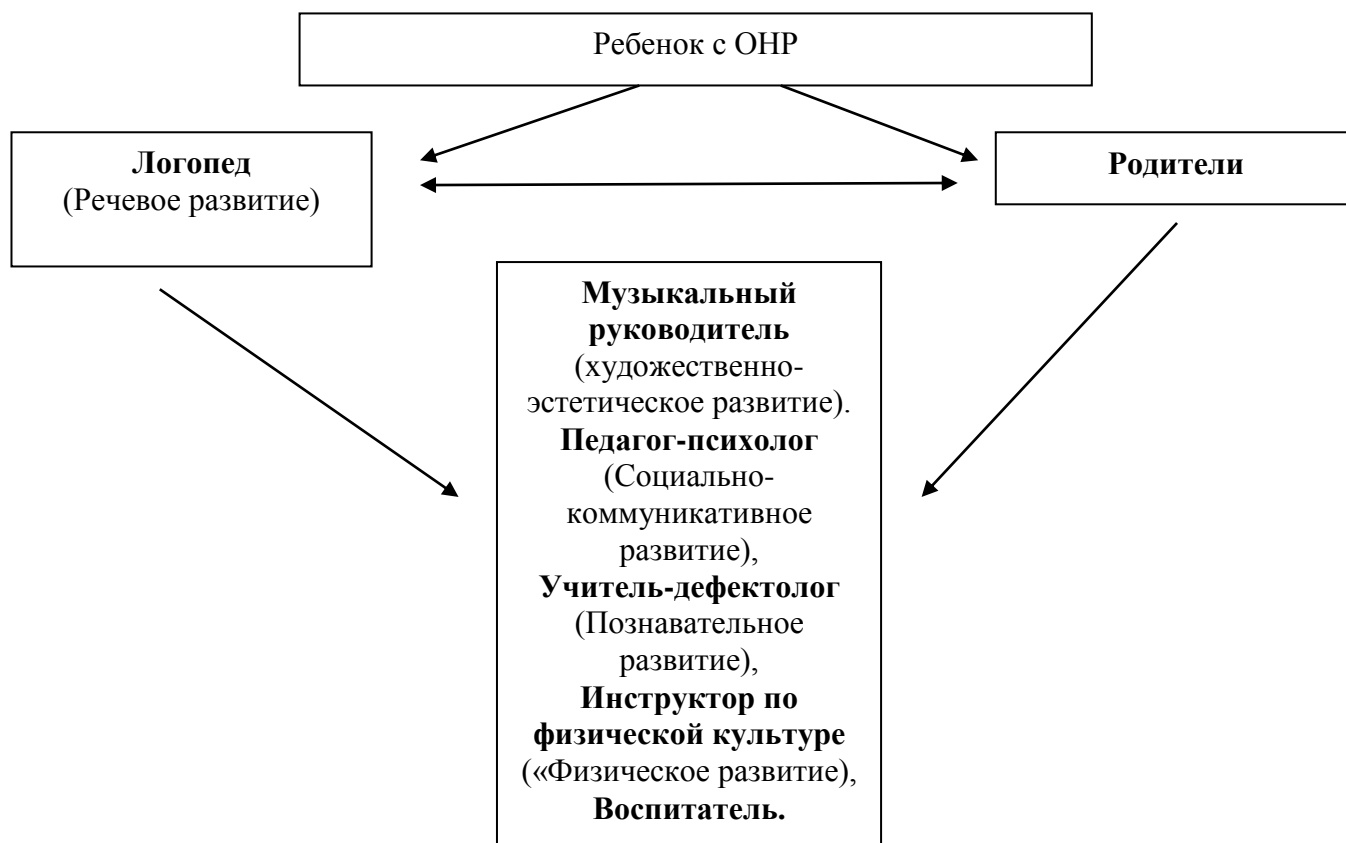 Ребенок с ОНР
Логопед
(Речевое развитие)
Родители
Музыкальный
руководитель
(художественно-
эстетическое развитие).
Педагог-психолог
(Социально-
коммуникативное
развитие),
Учитель-дефектолог
(Познавательное
развитие),
Инструктор по
физической культуре
(«Физическое развитие),
Воспитатель.